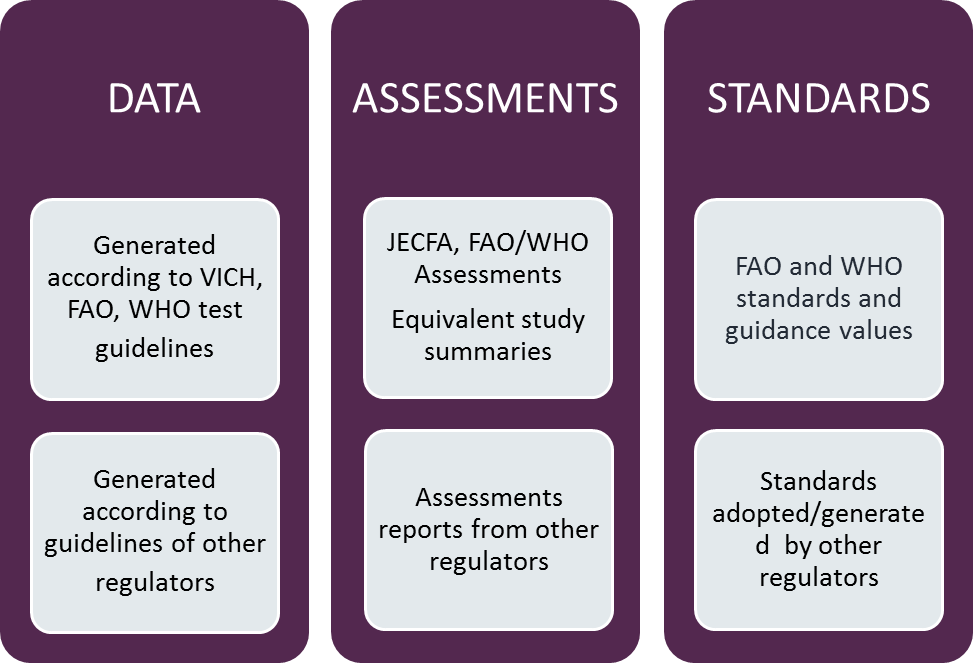 DATA
Generated
according to VICH,
FAO, WHO test
guidelines
Generated
according to
guidelines of other
regulators
ASSESSMENTS
JECFA, FAO/WHO
Assessments
Equivalent study
summaries
Assessments
reports from other
regulators
STANDARDS
FAO and WHO
standards and
guidance values
Standards
adopted/generate
d  by other
regulators